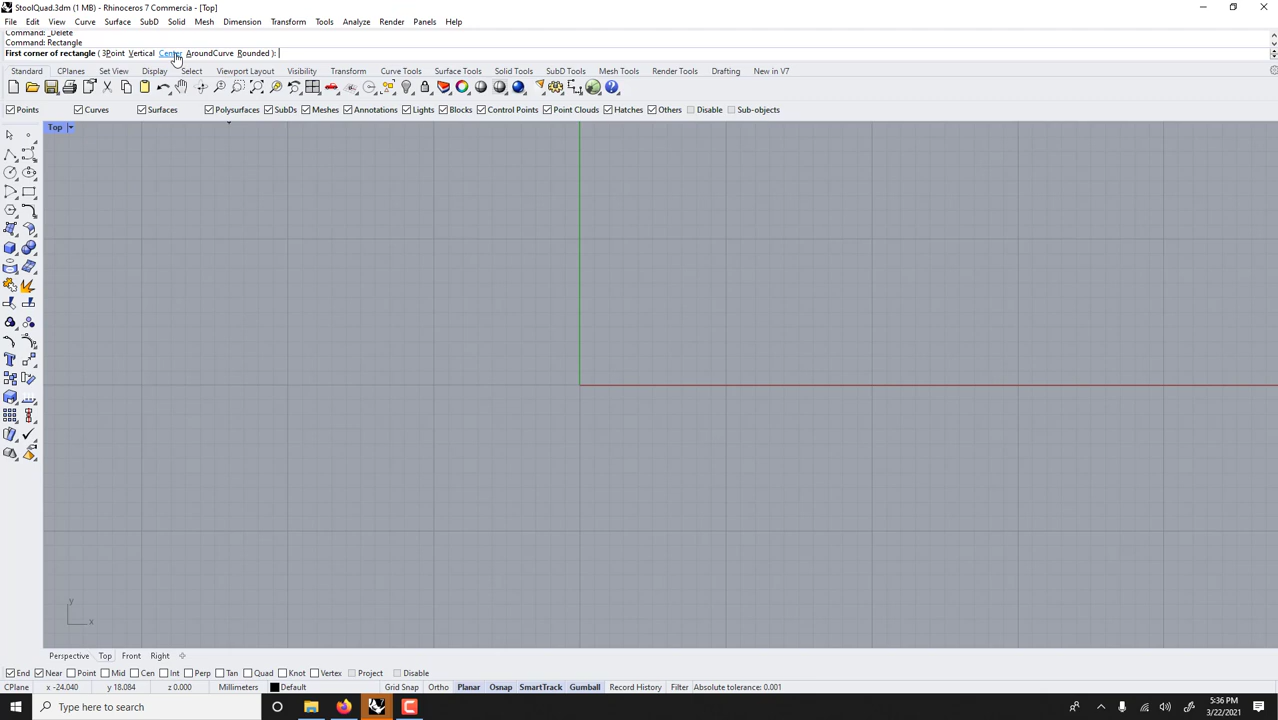 StoolQuad.3dm (1 MB) - Rhinoceros 7 Commercia - [Top]
File Edit View Curve Surface SubD Solid Mesh Dimension Transform Tools Analyze Render Panels Help
Command: _Delete
Command: Rectangle
First corner of rectangle ( 3Point Vertical Center AroundCurve Rounded ):
Standard CPlanes Set View Display Select Viewport Layout Visibility Transform Curve Tools Surface Tools Solid Tools SubD Tools Mesh Tools Render Tools Drafting New in V7
Points Curves Surfaces Polysurfaces SubDs Meshes Annotations Lights Blocks Control Points Point Clouds Hatches Others Disable Sub-objects
Top
y
x
Perspective Top Front Right
End Near Point Mid Cen Int Perp Tan Quad Knot Vertex Project Disable
CPlane x -24.040 y 18.084 z 0.000 Millimeters Default Grid Snap Ortho Planar Osnap SmartTrack Gumball Record History Filter Absolute tolerance: 0.001
Type here to search
5:36 PM
3/22/2021